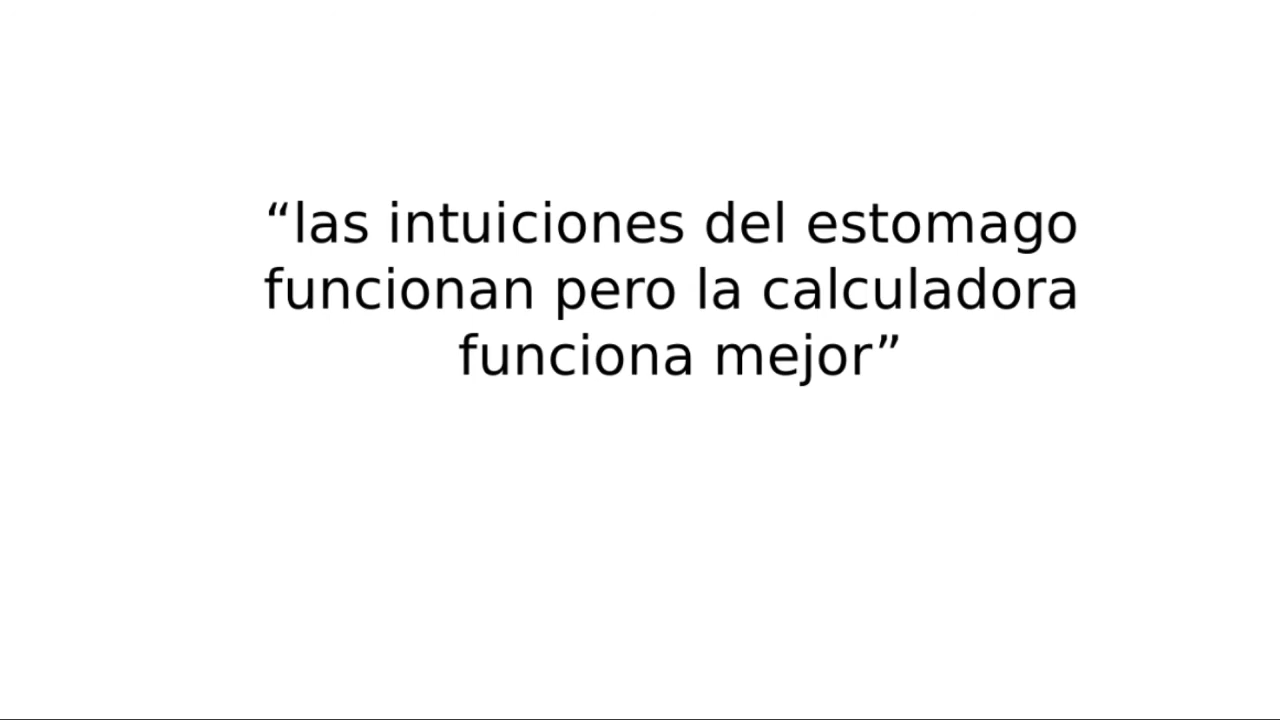 “las intuiciones del estomago
funcionan pero la calculadora
funciona mejor”